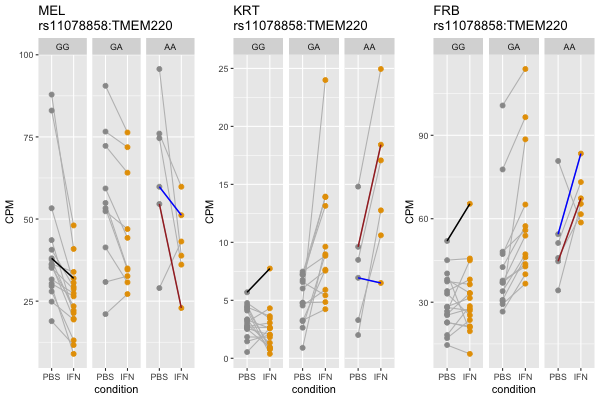 MEL
rs11078858:TMEM220
GG GA AA
100
75
50
25
CPM
PBS IFN PBS IFN PBS IFN
condition
KRT
rs11078858:TMEM220
GG GA AA
25
20
15
10
5
0
CPM
PBS IFN PBS IFN PBS IFN
condition
FRB
rs11078858:TMEM220
GG GA AA
90
60
30
CPM
PBS IFN PBS IFN PBS IFN
condition